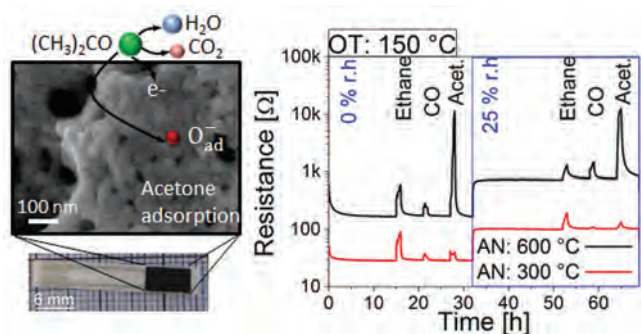 (CH₃)₂CO
H₂O
CO₂
e-
O⁻ad
Acetone
adsorption
100 nm
6 mm
OT: 150 °C
0 % r.h
Ethane
CO
Acet.
25 % r.h
Ethane
CO
Acet.
Resistance [Ω]
100k
10k
1k
100
10
AN: 600 °C
AN: 300 °C
0 10 20 30 40 50 60
Time [h]